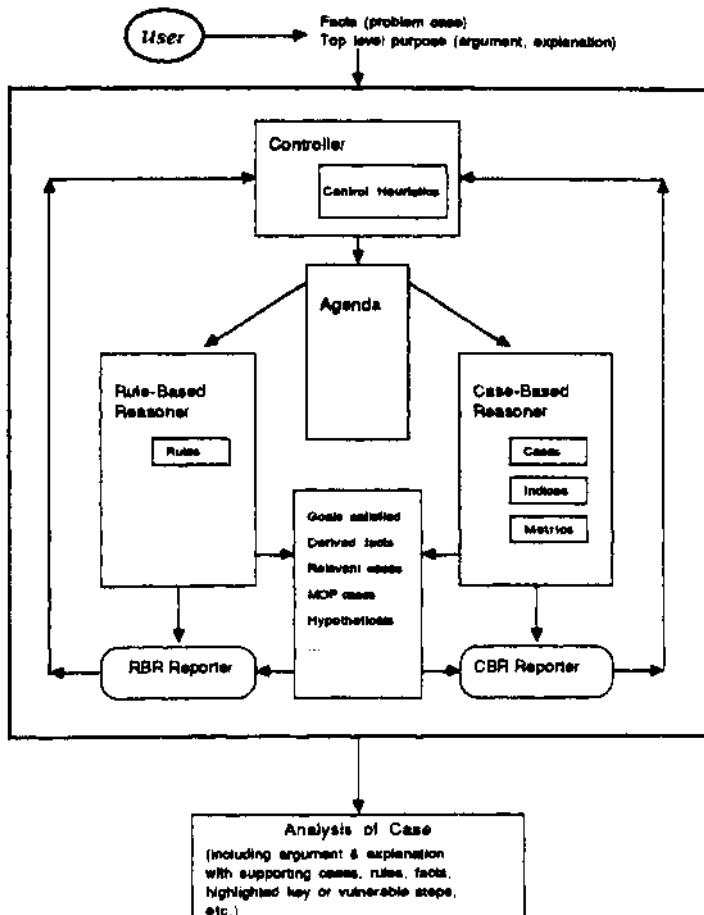 User
Facts (problem case)
Top level purpose (argument, explanation)
Controller
Control Heuristics
Agenda
Rule-Based
Reasoner
Rules
Case-Based
Reasoner
Cases
Indices
Metrics
Goals satisfied
Derived facts
Relevant cases
MOP cases
Hypotheticals
...
RBR Reporter
CBR Reporter
Analysis of Case
(including argument & explanation
with supporting cases, rules, facts,
highlighted key or vulnerable steps,
etc.)